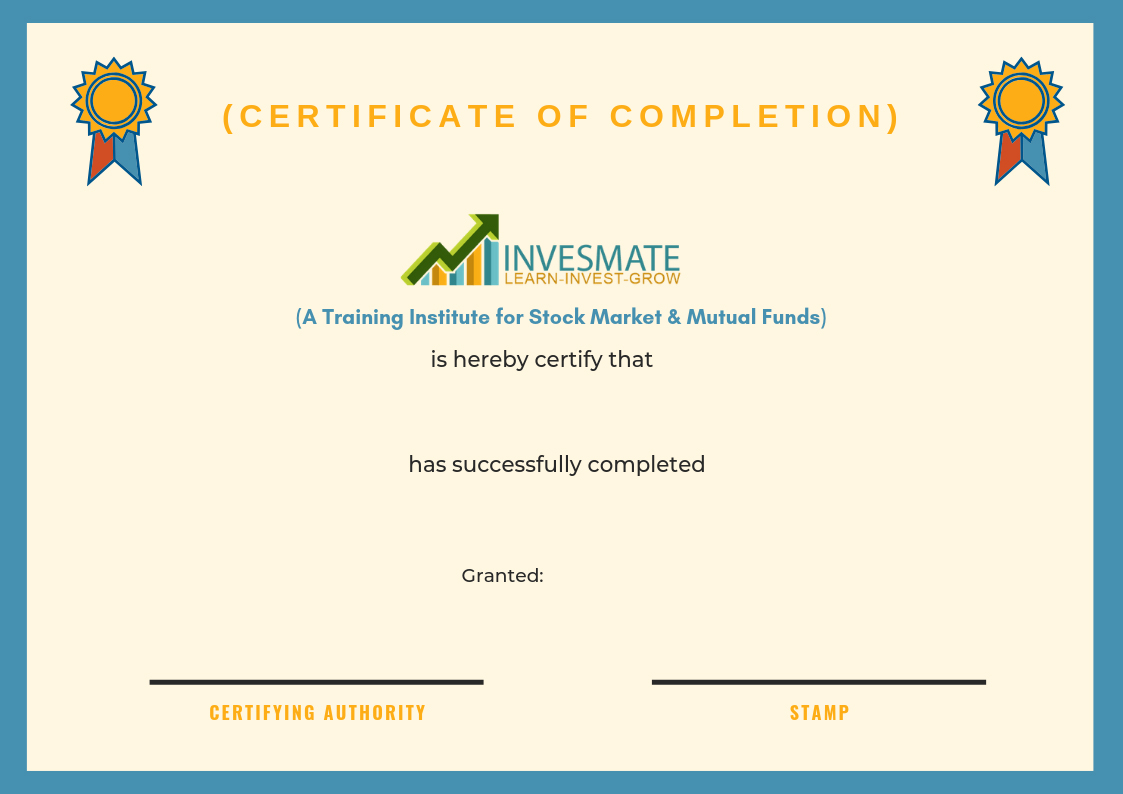 (CERTIFICATE OF COMPLETION)
INVESMATE
LEARN-INVEST-GROW
(A Training Institute for Stock Market & Mutual Funds)
is hereby certify that
has successfully completed
Granted:
CERTIFYING AUTHORITY
STAMP